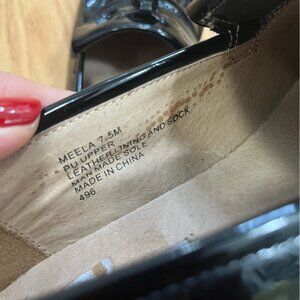 MEELA 7.5M
PU UPPER
LEATHER LINING AND SOCK
MAN MADE SOLE
MADE IN CHINA
496